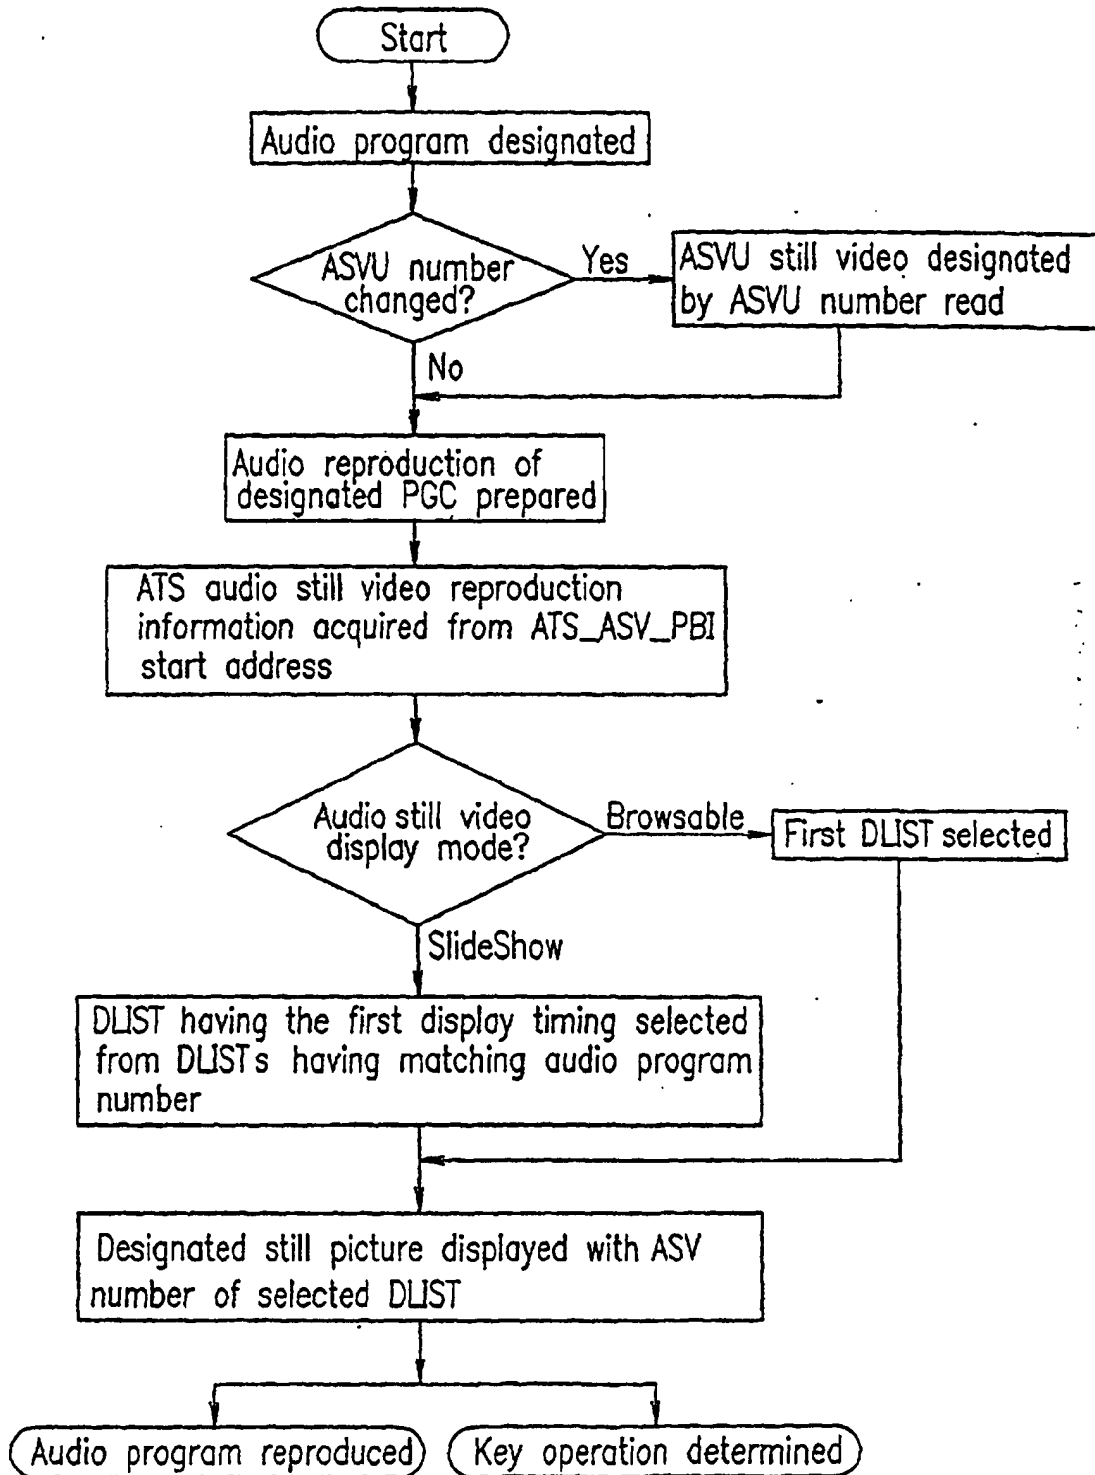 Start
Audio program designated
ASVU number
changed?
Yes
ASVU still video designated
by ASVU number read
No
Audio reproduction of
designated PGC prepared
ATS audio still video reproduction
information acquired from ATS_ASV_PBI
start address
Audio still video
display mode?
Browsable
First DLIST selected
SlideShow
DLIST having the first display timing selected
from DLISTs having matching audio program
number
Designated still picture displayed with ASV
number of selected DLIST
Audio program reproduced
Key operation determined